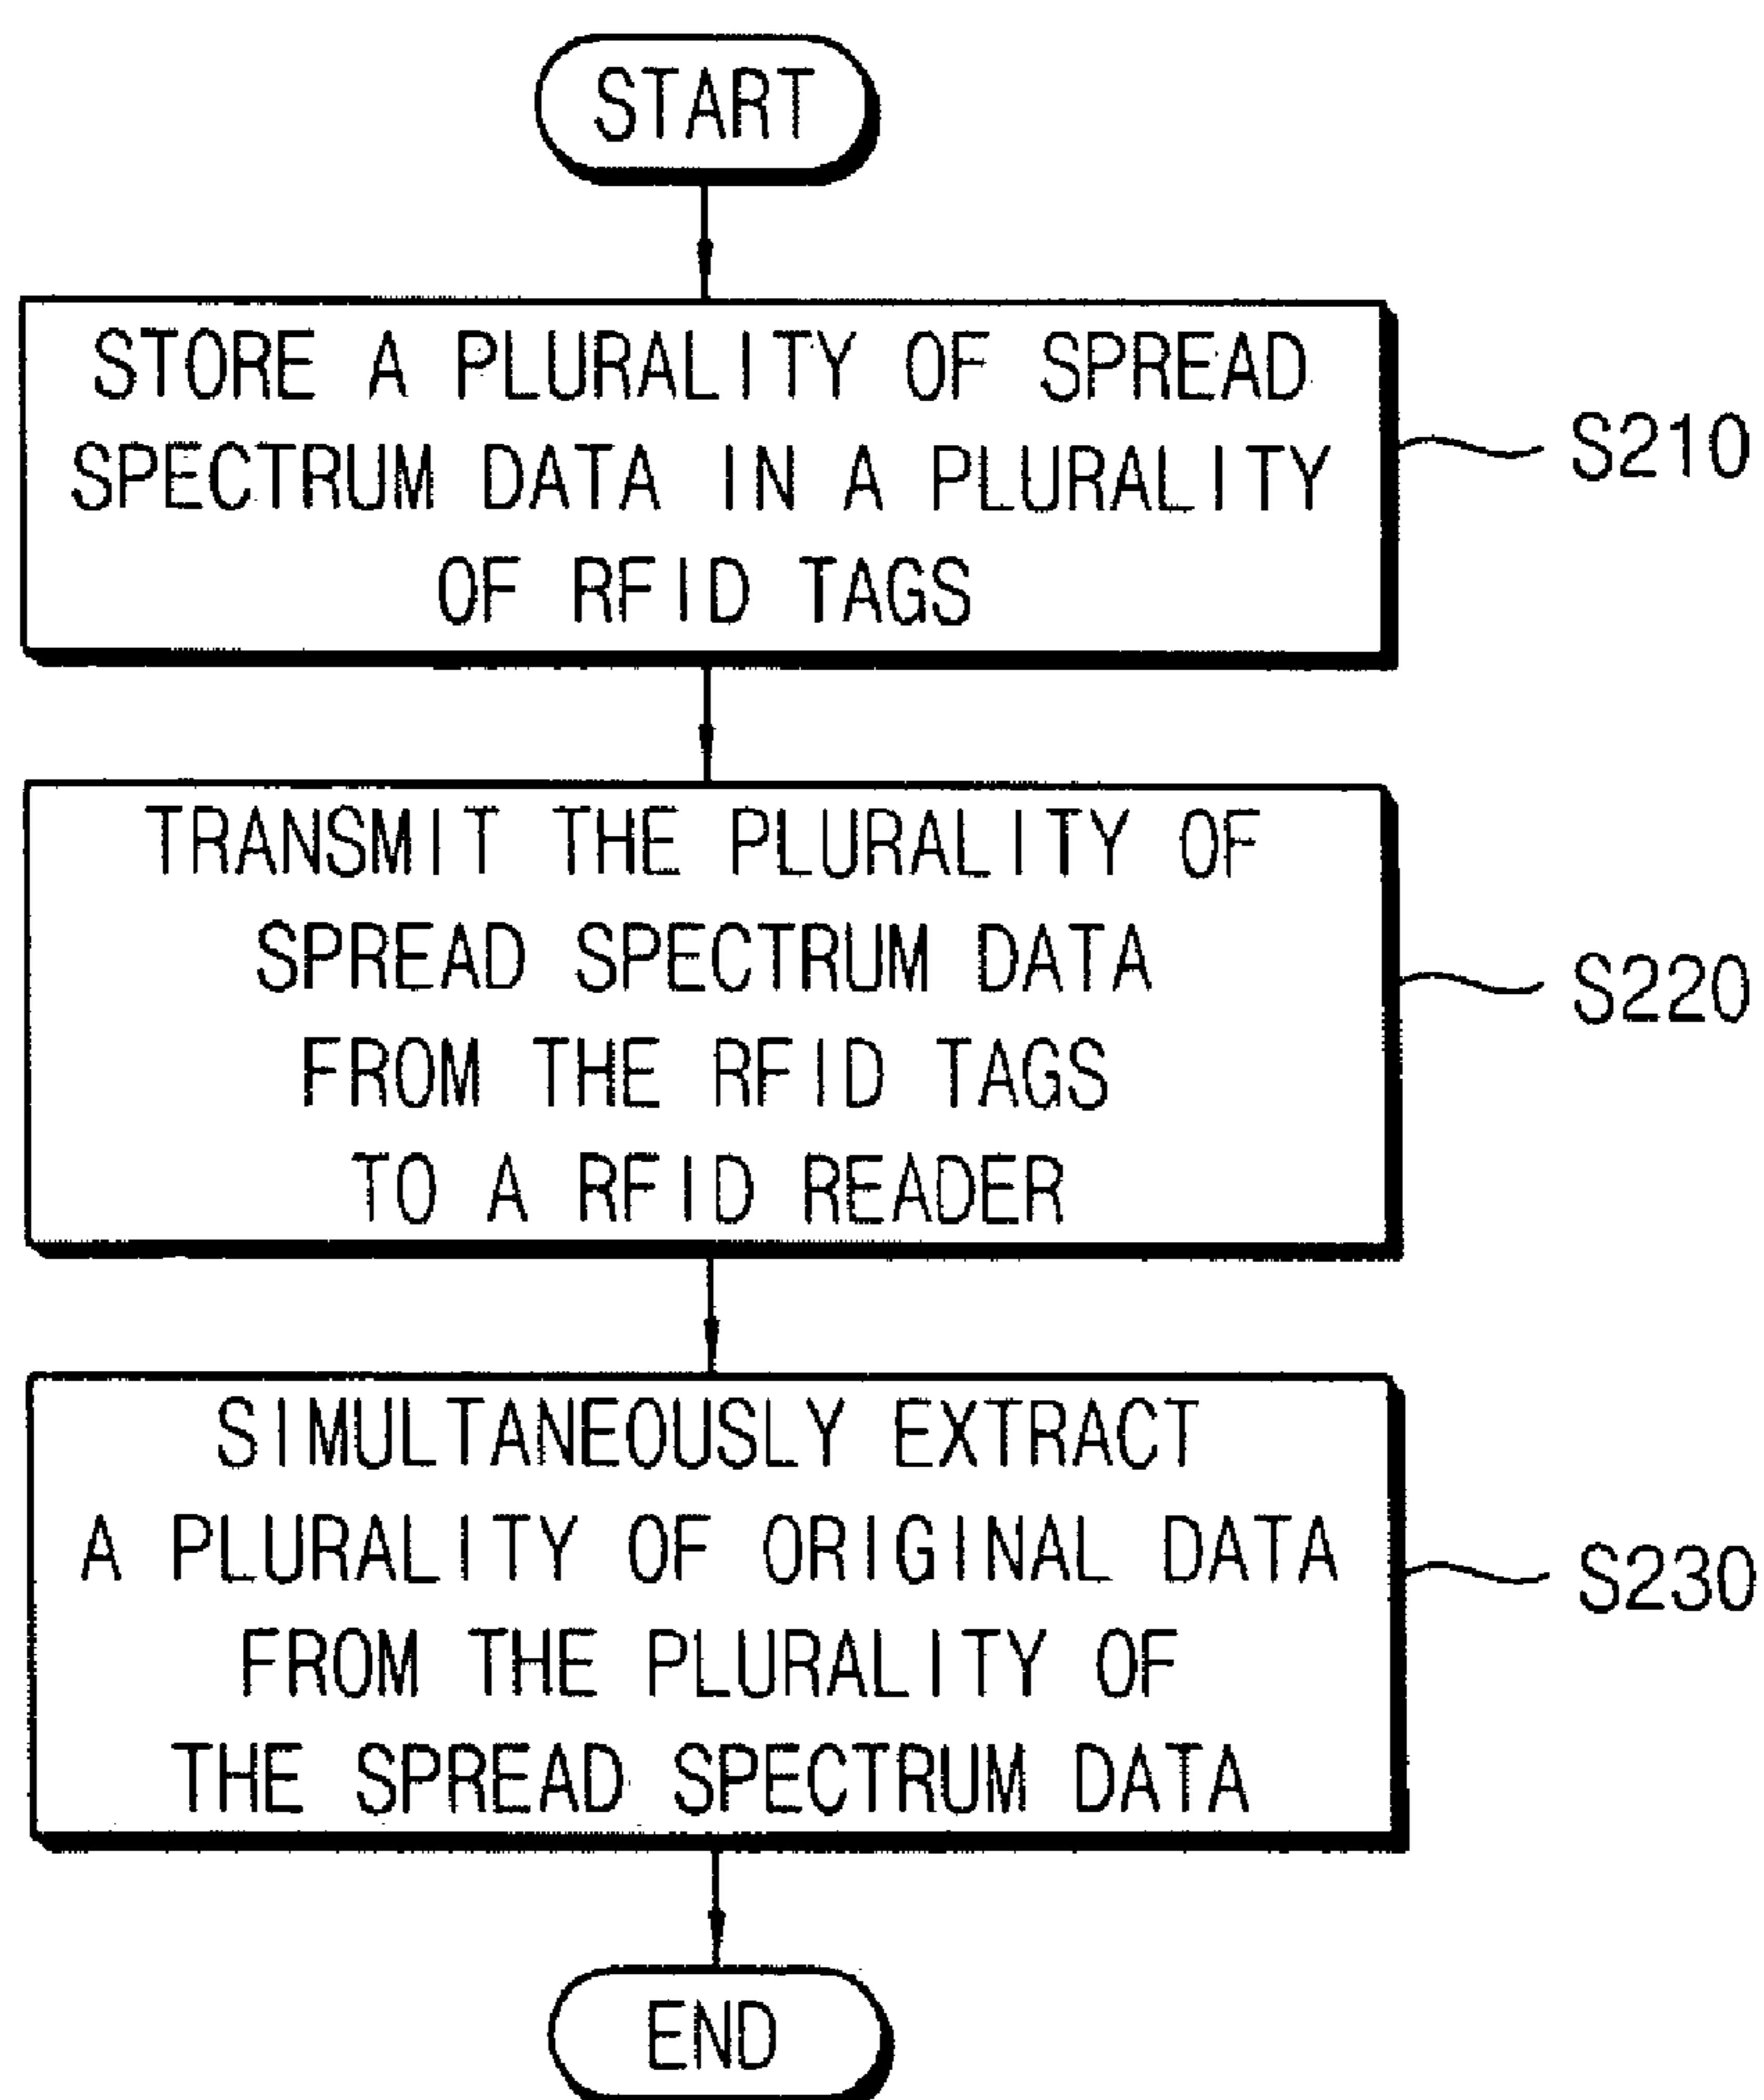 START
STORE A PLURALITY OF SPREAD
SPECTRUM DATA IN A PLURALITY
OF RFID TAGS
S210
TRANSMIT THE PLURALITY OF
SPREAD SPECTRUM DATA
FROM THE RFID TAGS
TO A RFID READER
S220
SIMULTANEOUSLY EXTRACT
A PLURALITY OF ORIGINAL DATA
FROM THE PLURALITY OF
THE SPREAD SPECTRUM DATA
S230
END